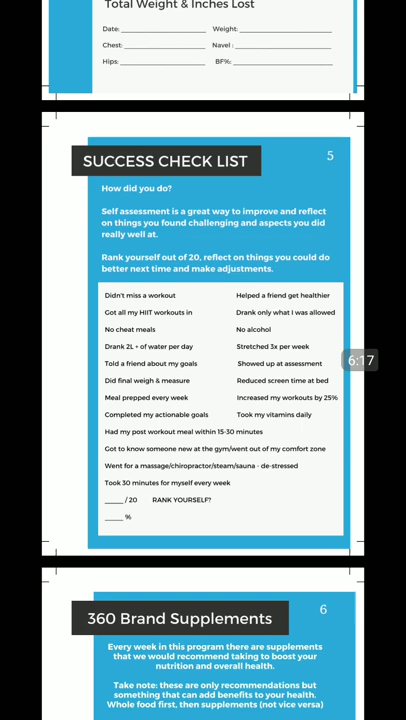 Total Weight & Inches Lost
Date: ____________ Weight: ____________
Chest: ____________ Navel : ____________
Hips: ____________ BF%: ____________
SUCCESS CHECK LIST
5
How did you do?
Self assessment is a great way to improve and reflect
on things you found challenging and aspects you did
really well at.
Rank yourself out of 20, reflect on things you could do
better next time and make adjustments.
Didn't miss a workout Helped a friend get healthier
Got all my HIIT workouts in Drank only what I was allowed
No cheat meals No alcohol
Drank 2L + of water per day Stretched 3x per week
Told a friend about my goals Showed up at assessment
Did final weigh & measure Reduced screen time at bed
Meal prepped every week Increased my workouts by 25%
Completed my actionable goals Took my vitamins daily
Had my post workout meal within 15-30 minutes
Got to know someone new at the gym/went out of my comfort zone
Went for a massage/chiropractor/steam/sauna - de-stressed
Took 30 minutes for myself every week
_____ / 20 RANK YOURSELF?
_____ %
6:17
360 Brand Supplements
6
Every week in this program there are supplements
that we would recommend taking to boost your
nutrition and overall health.
Take note: these are only recommendations but
something that can add benefits to your health.
Whole food first, then supplements (not vice versa)